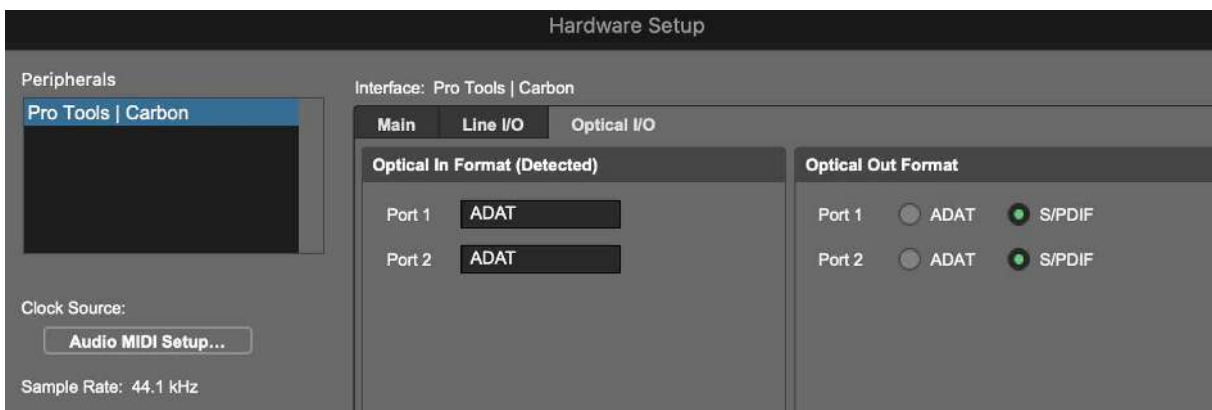 Hardware Setup
Peripherals
Pro Tools | Carbon
Clock Source:
Audio MIDI Setup...
Sample Rate: 44.1 kHz
Interface: Pro Tools | Carbon
Main Line I/O Optical I/O
Optical In Format (Detected)
Port 1 ADAT
Port 2 ADAT
Optical Out Format
Port 1 ADAT S/PDIF
Port 2 ADAT S/PDIF